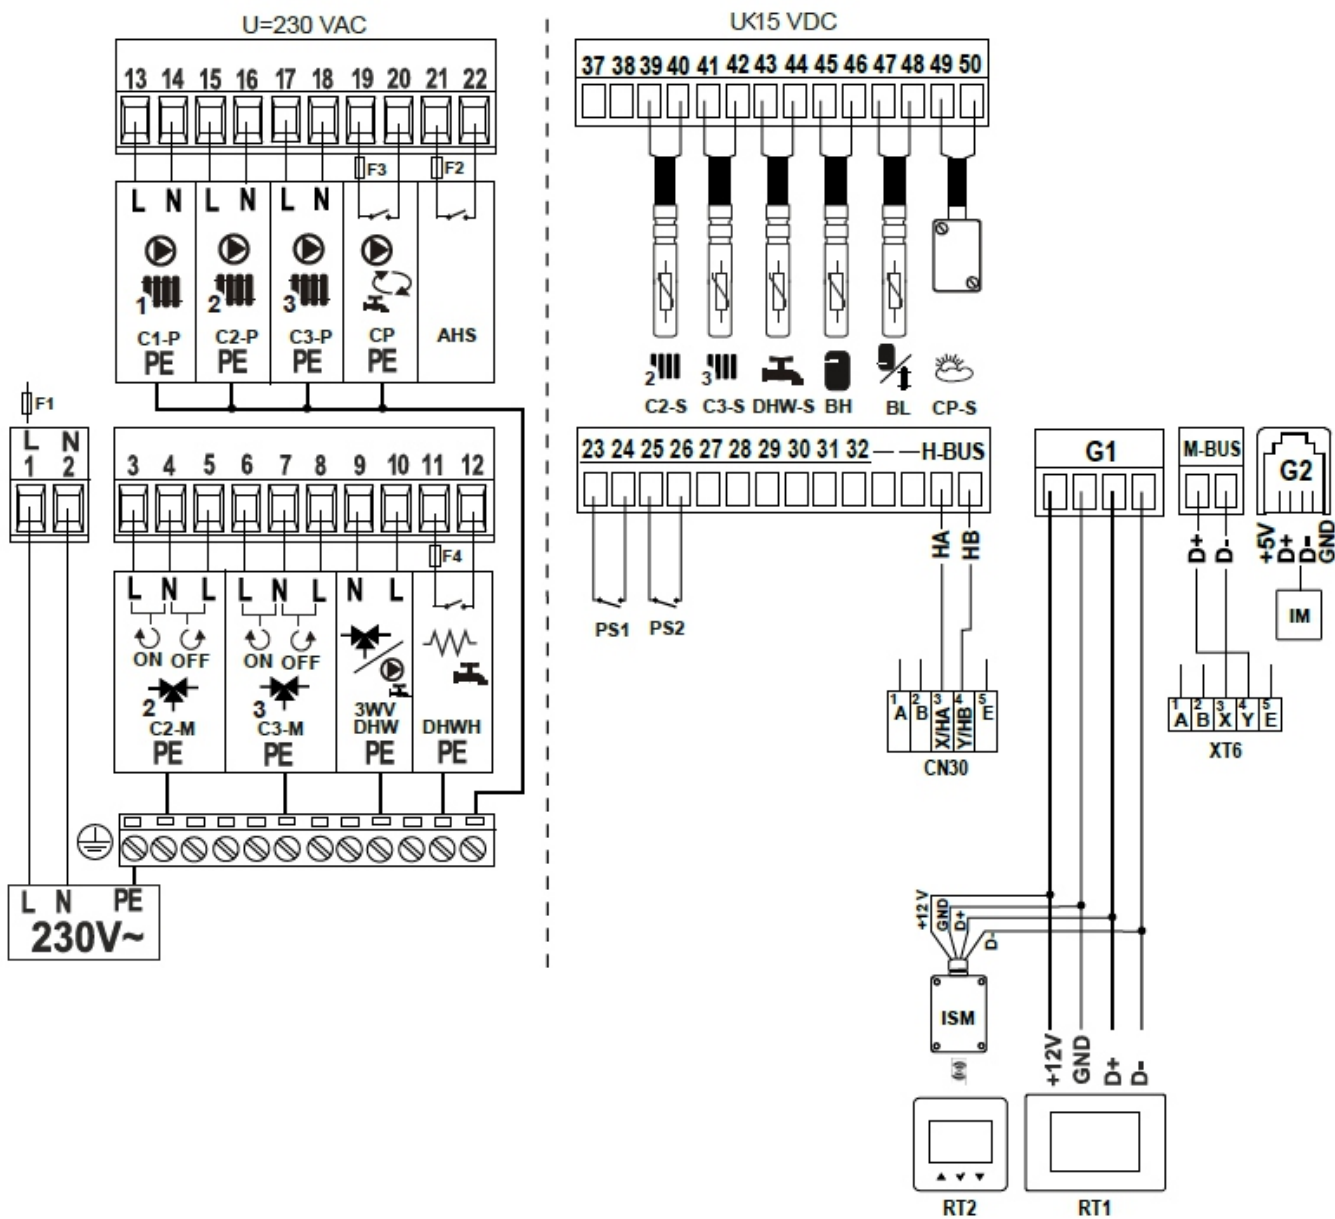 U=230 VAC
UK15 VDC
13 14 15 16 17 18 19 20 21 22
F3 F2
L N L N L N
1 2 3
C1-P C2-P C3-P CP AHS
PE PE PE PE
37 38 39 40 41 42 43 44 45 46 47 48 49 50
2 3
C2-S C3-S DHW-S BH BL CP-S
F1
L N
1 2
3 4 5 6 7 8 9 10 11 12
F4
L N L L N L N L
ON OFF ON OFF
2 3
C2-M C3-M 3WV DHW DHWH
PE PE PE PE
L N PE
230V~
23 24 25 26 27 28 29 30 31 32 — — H-BUS
PS1 PS2
HA HB
1 2 3 4 5
A B X/HA Y/HB E
CN30
G1
M-BUS
G2
D+ D-
+5V D+ D- GND
IM
1 2 3 4 5
A B X Y E
XT6
+12 V GND D+ D-
ISM
+12V GND D+ D-
RT2 RT1